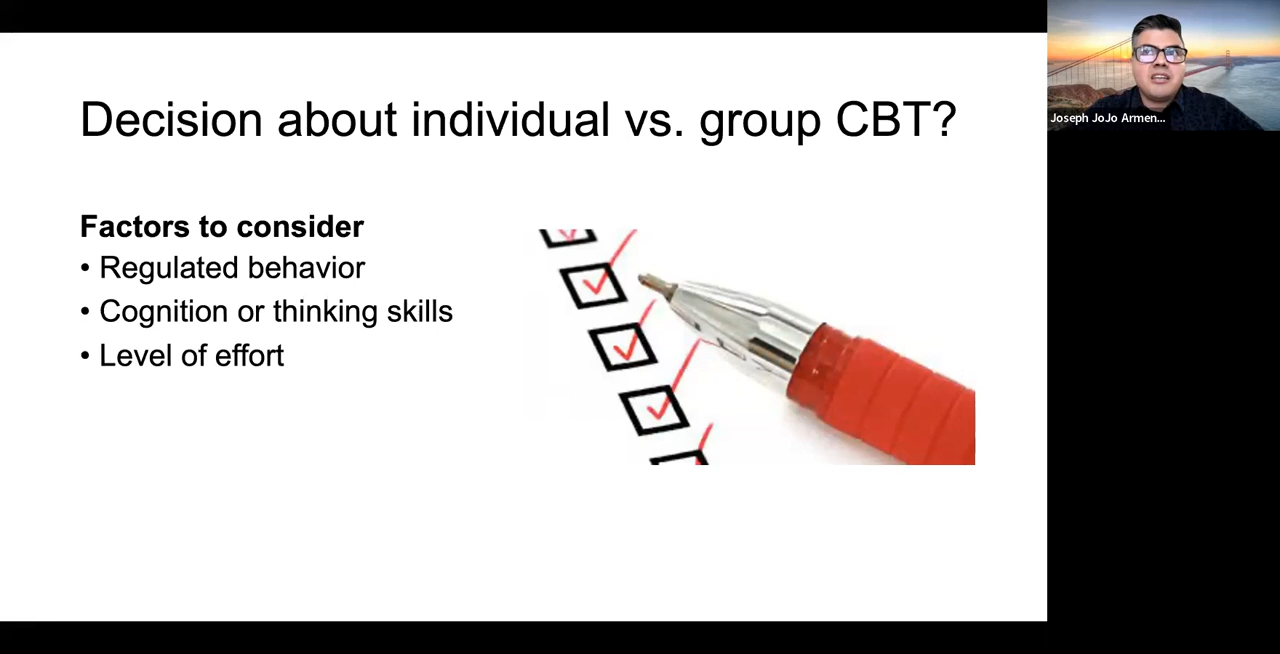 Decision about individual vs. group CBT?
Factors to consider
• Regulated behavior
• Cognition or thinking skills
• Level of effort
Joseph JoJo Armen...